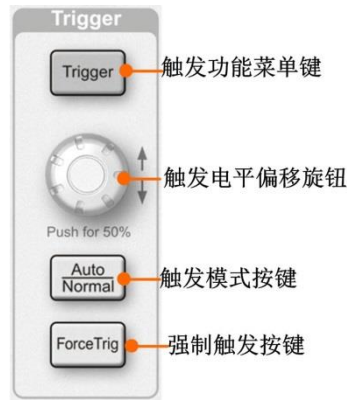 Trigger
Trigger
触发功能菜单键
触发电平偏移旋钮
Push for 50%
Auto
Normal
触发模式按键
ForceTrig
强制触发按键